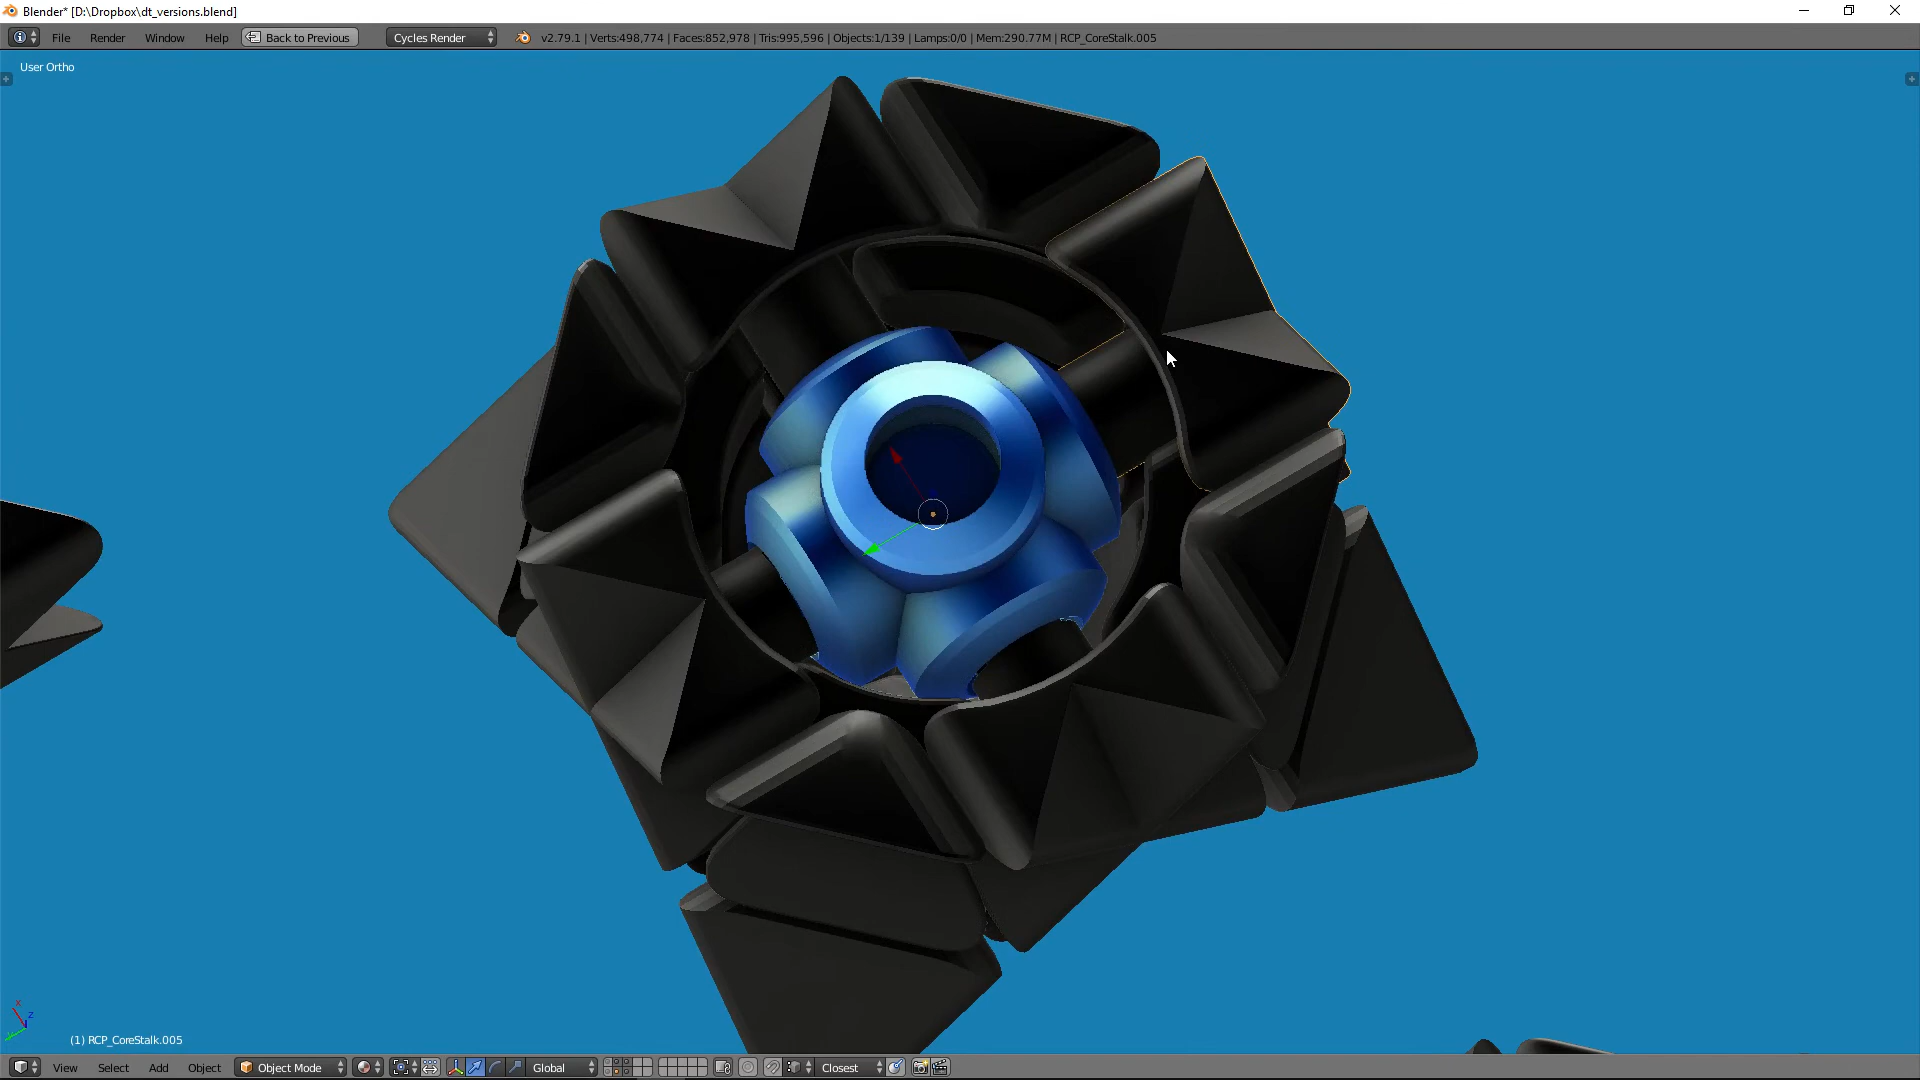 Blender* [D:\Dropbox\dt_versions.blend]
File Render Window Help Back to Previous Cycles Render v2.79.1 | Verts:498,774 | Faces:852,978 | Tris:995,596 | Objects:1/139 | Lamps:0/0 | Mem:290.77M | RCP_CoreStalk.005
User Ortho
x
z
(1) RCP_CoreStalk.005
View Select Add Object Object Mode Global Closest